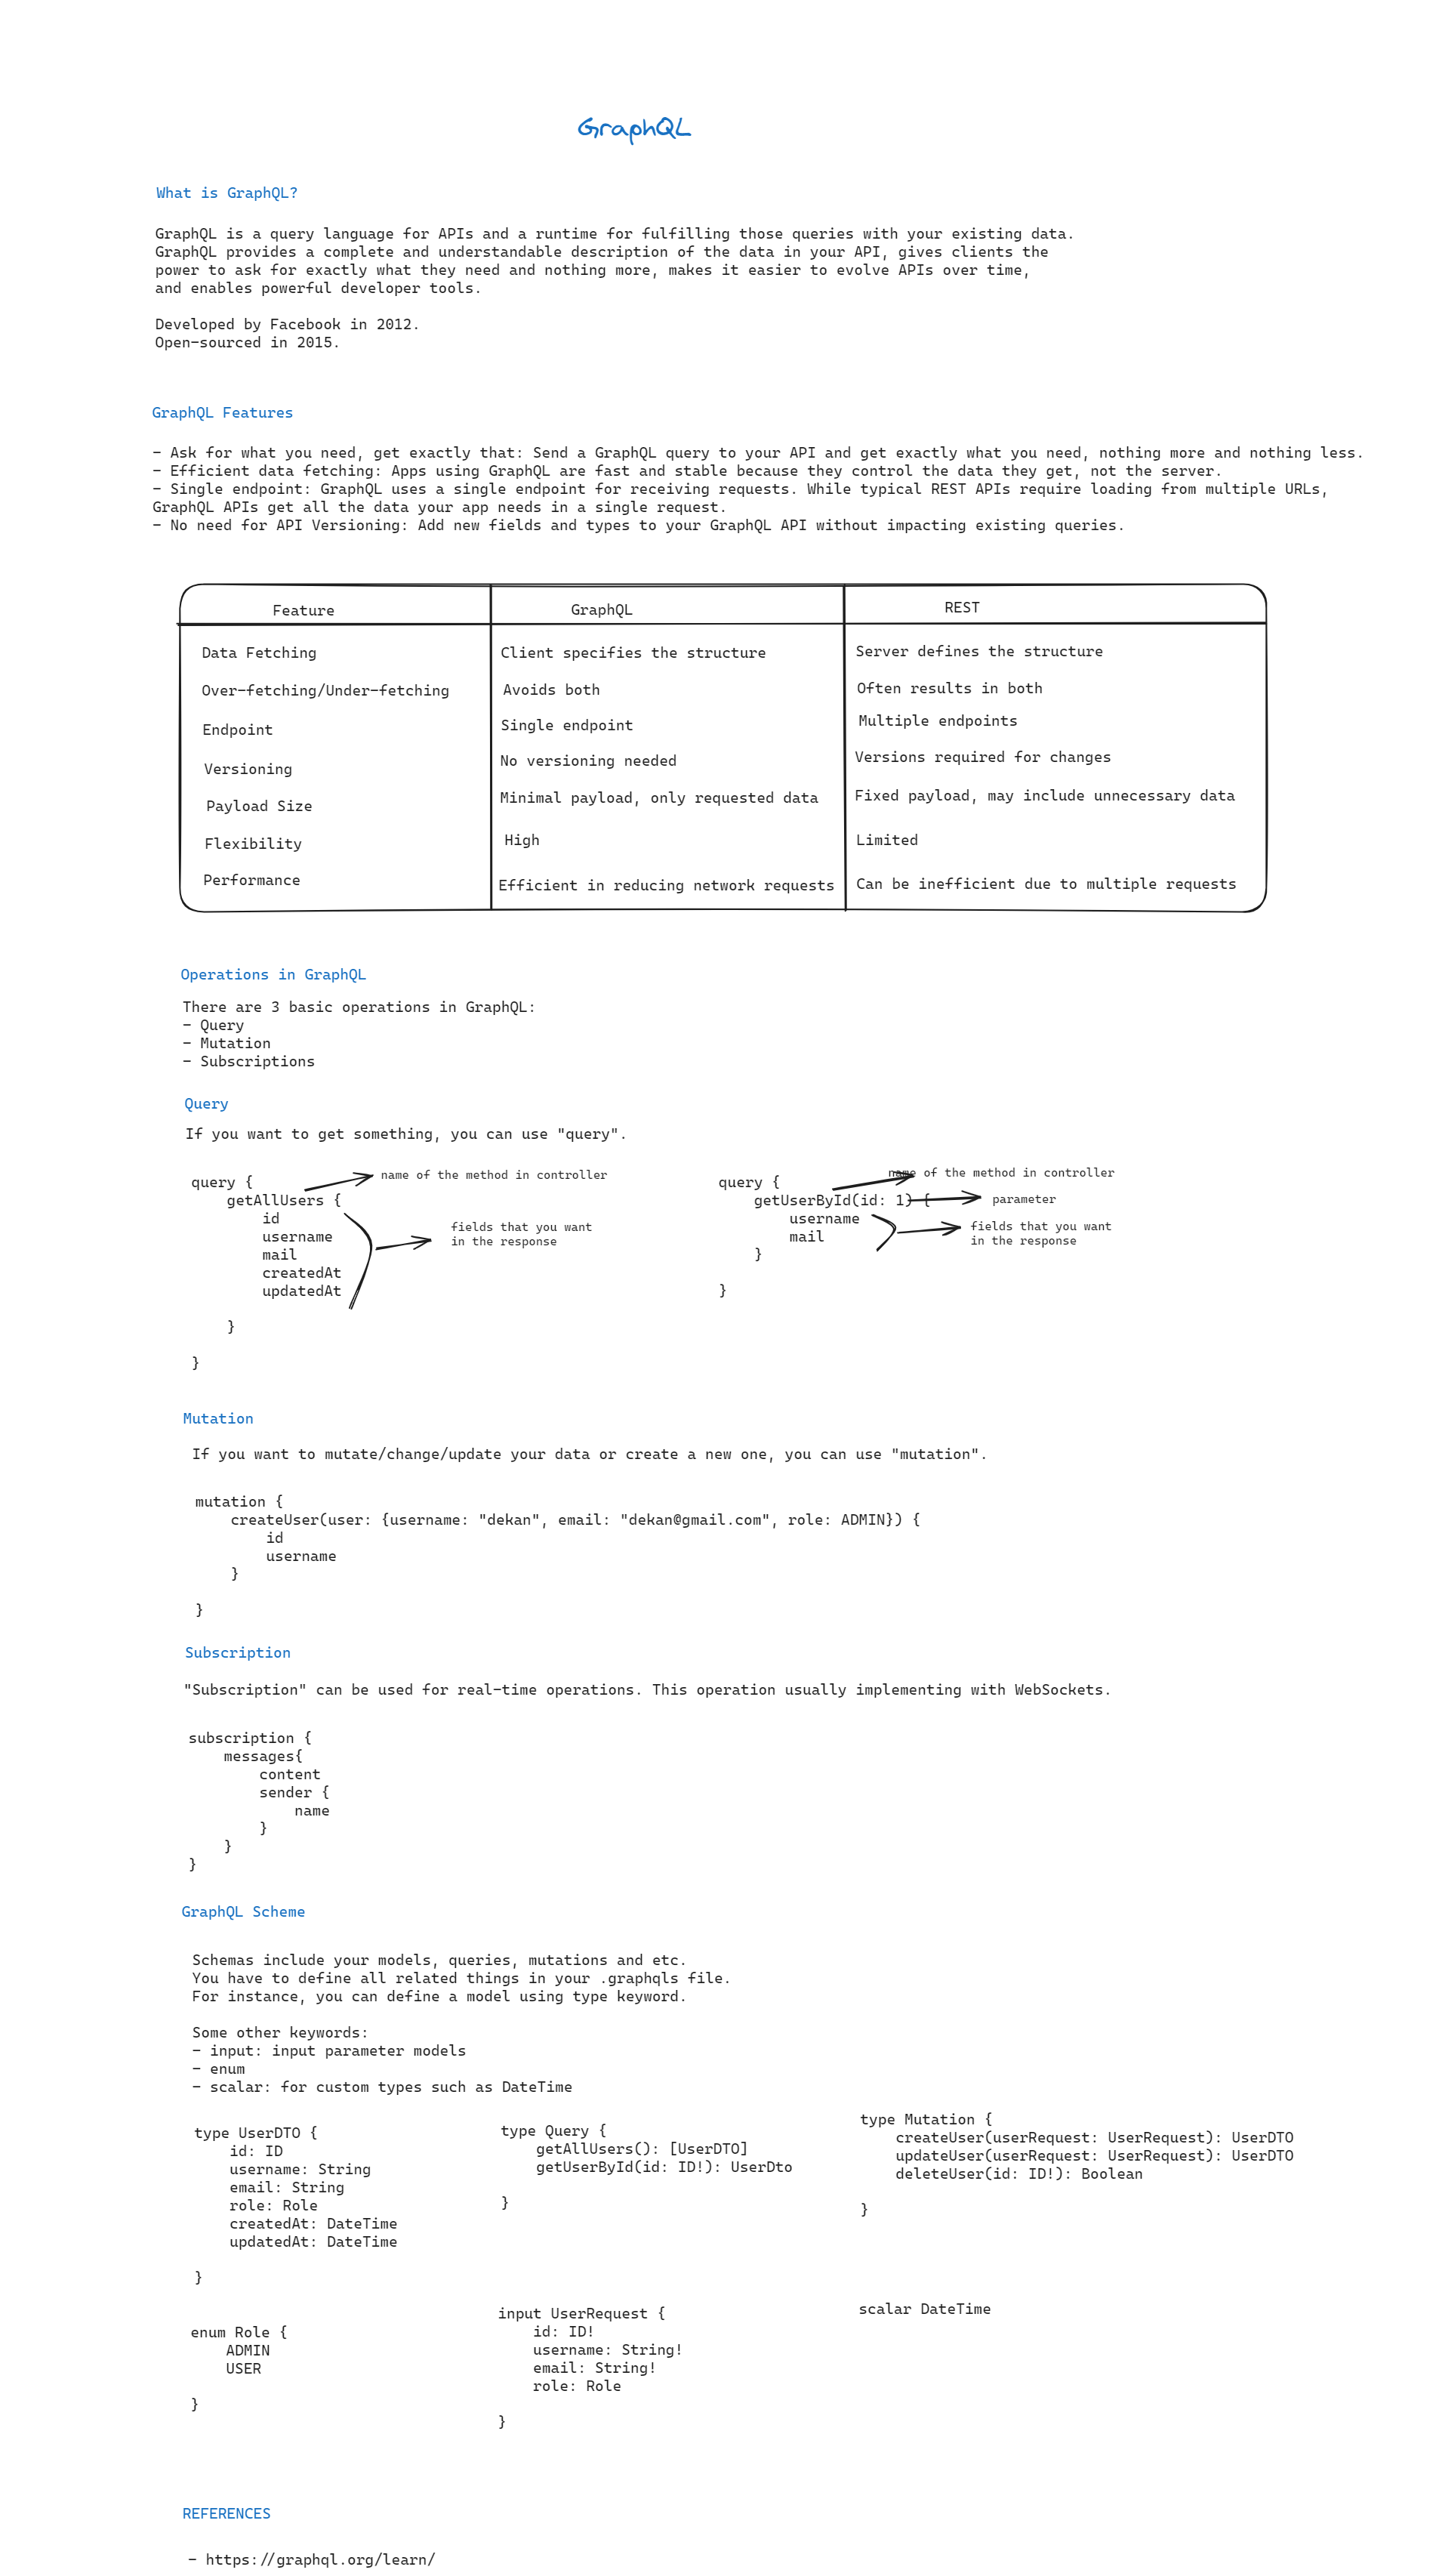 GraphQL
What is GraphQL?
GraphQL is a query language for APIs and a runtime for fulfilling those queries with your existing data.
GraphQL provides a complete and understandable description of the data in your API, gives clients the
power to ask for exactly what they need and nothing more, makes it easier to evolve APIs over time,
and enables powerful developer tools.
Developed by Facebook in 2012.
Open-sourced in 2015.
GraphQL Features
- Ask for what you need, get exactly that: Send a GraphQL query to your API and get exactly what you need, nothing more and nothing less.
- Efficient data fetching: Apps using GraphQL are fast and stable because they control the data they get, not the server.
- Single endpoint: GraphQL uses a single endpoint for receiving requests. While typical REST APIs require loading from multiple URLs,
GraphQL APIs get all the data your app needs in a single request.
- No need for API Versioning: Add new fields and types to your GraphQL API without impacting existing queries.
Feature GraphQL REST
Data Fetching Client specifies the structure Server defines the structure
Over-fetching/Under-fetching Avoids both Often results in both
Endpoint Single endpoint Multiple endpoints
Versioning No versioning needed Versions required for changes
Payload Size Minimal payload, only requested data Fixed payload, may include unnecessary data
Flexibility High Limited
Performance Efficient in reducing network requests Can be inefficient due to multiple requests
Operations in GraphQL
There are 3 basic operations in GraphQL:
- Query
- Mutation
- Subscriptions
Query
If you want to get something, you can use "query".
query {
getAllUsers {
id
username
mail
createdAt
updatedAt
}
}
name of the method in controller
fields that you want
in the response
query {
getUserById(id: 1) {
username
mail
}
}
name of the method in controller
parameter
fields that you want
in the response
Mutation
If you want to mutate/change/update your data or create a new one, you can use "mutation".
mutation {
createUser(user: {username: "dekan", email: "dekan@gmail.com", role: ADMIN}) {
id
username
}
}
Subscription
"Subscription" can be used for real-time operations. This operation usually implementing with WebSockets.
subscription {
messages{
content
sender {
name
}
}
}
GraphQL Scheme
Schemas include your models, queries, mutations and etc.
You have to define all related things in your .graphqls file.
For instance, you can define a model using type keyword.
Some other keywords:
- input: input parameter models
- enum
- scalar: for custom types such as DateTime
type UserDTO {
id: ID
username: String
email: String
role: Role
createdAt: DateTime
updatedAt: DateTime
}
type Query {
getAllUsers(): [UserDTO]
getUserById(id: ID!): UserDto
}
type Mutation {
createUser(userRequest: UserRequest): UserDTO
updateUser(userRequest: UserRequest): UserDTO
deleteUser(id: ID!): Boolean
}
enum Role {
ADMIN
USER
}
input UserRequest {
id: ID!
username: String!
email: String!
role: Role
}
scalar DateTime
REFERENCES
- https://graphql.org/learn/